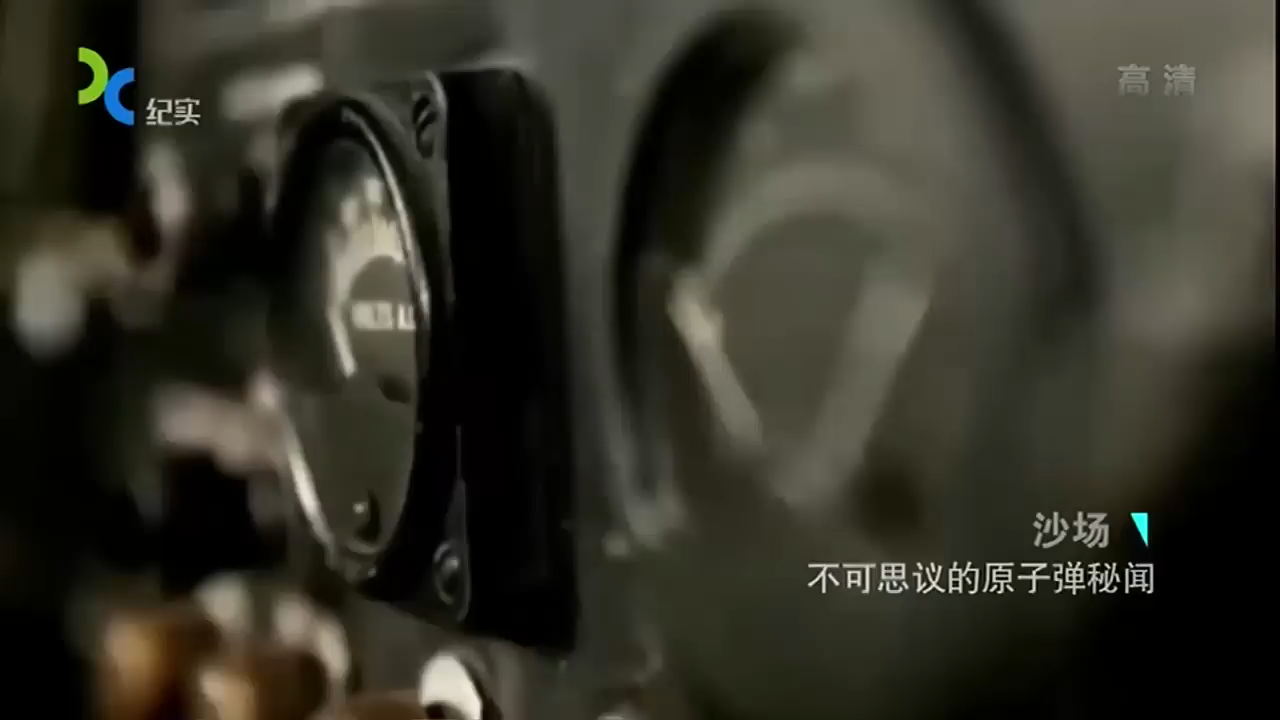 纪实
高清
沙场
不可思议的原子弹秘闻